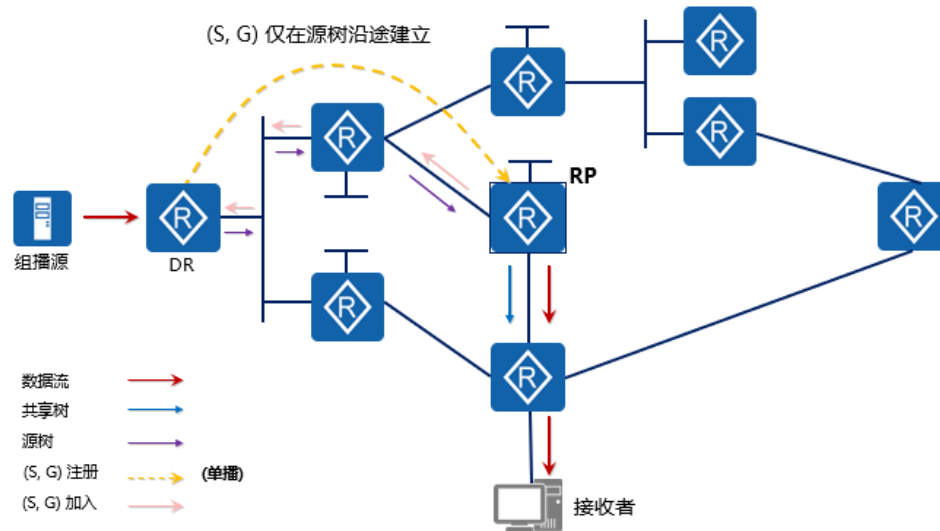 (S, G) 仅在源树沿途建立
R
R
R
R
RP
R
R
R
组播源
DR
R
R
数据流
共享树
源树
(S, G) 注册 (单播)
(S, G) 加入
接收者